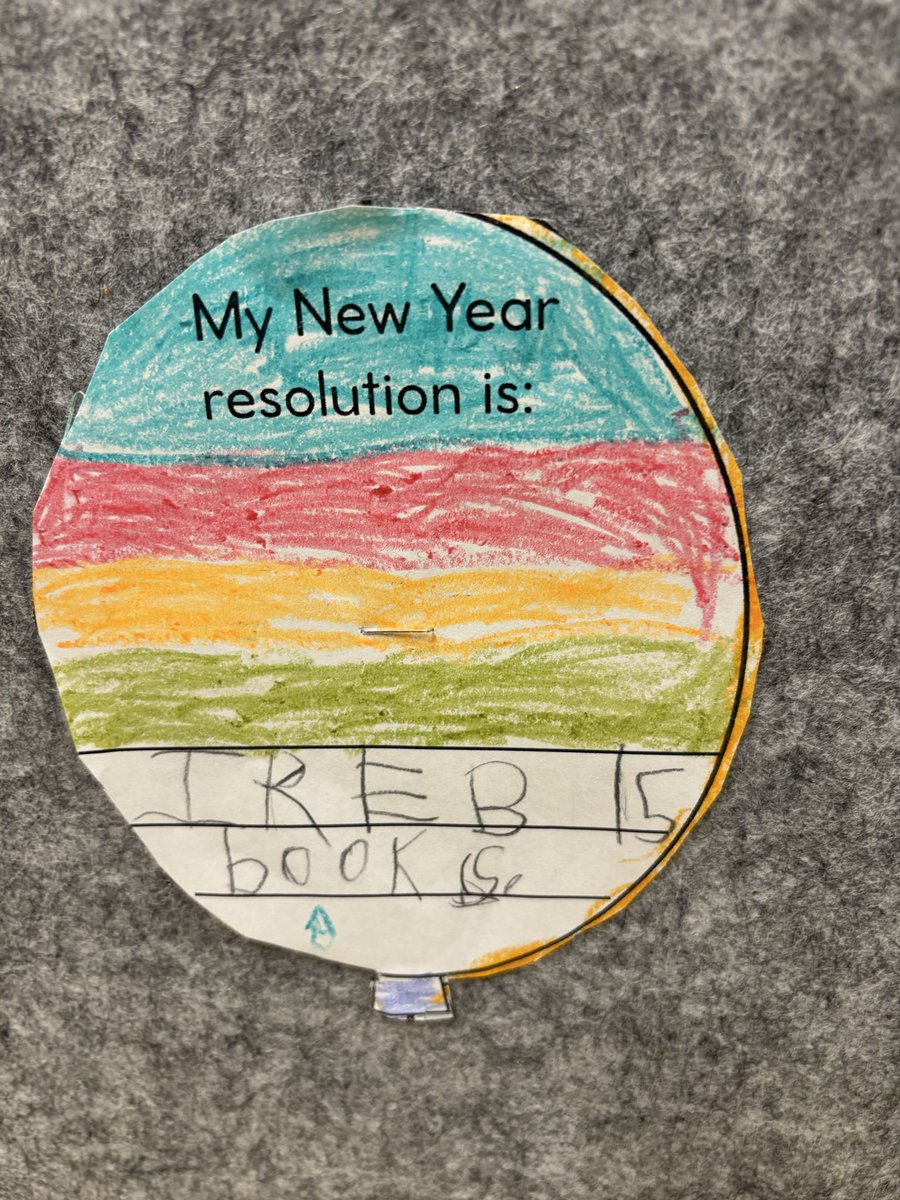 My New Year
resolution is:
I REB 15
books.